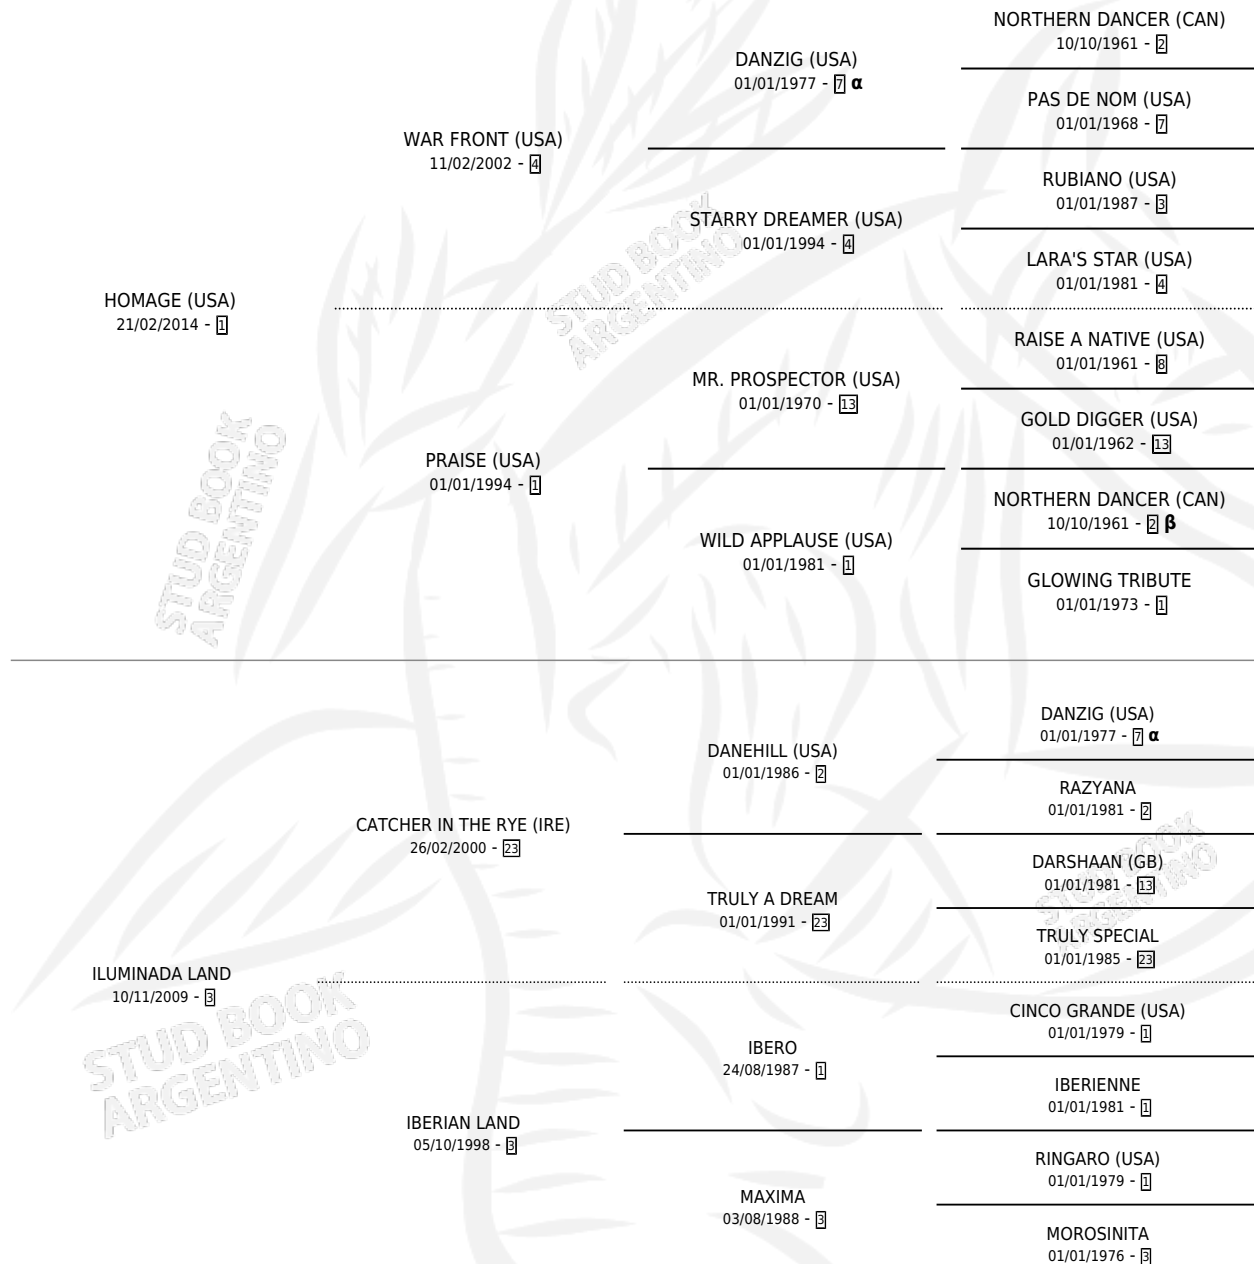 HOMAGE (USA)
21/02/2014 - 1
WAR FRONT (USA)
11/02/2002 - 4
DANZIG (USA)
01/01/1977 - 7 α
NORTHERN DANCER (CAN)
10/10/1961 - 2
PAS DE NOM (USA)
01/01/1968 - 7
STARRY DREAMER (USA)
01/01/1994 - 4
RUBIANO (USA)
01/01/1987 - 3
LARA'S STAR (USA)
01/01/1981 - 4
PRAISE (USA)
01/01/1994 - 1
MR. PROSPECTOR (USA)
01/01/1970 - 13
RAISE A NATIVE (USA)
01/01/1961 - 8
GOLD DIGGER (USA)
01/01/1962 - 13
WILD APPLAUSE (USA)
01/01/1981 - 1
NORTHERN DANCER (CAN)
10/10/1961 - 2 β
GLOWING TRIBUTE
01/01/1973 - 1
ILUMINADA LAND
10/11/2009 - 3
CATCHER IN THE RYE (IRE)
26/02/2000 - 23
DANEHILL (USA)
01/01/1986 - 2
DANZIG (USA)
01/01/1977 - 7 α
RAZYANA
01/01/1981 - 2
TRULY A DREAM
01/01/1991 - 23
DARSHAAN (GB)
01/01/1981 - 13
TRULY SPECIAL
01/01/1985 - 23
IBERIAN LAND
05/10/1998 - 3
IBERO
24/08/1987 - 1
CINCO GRANDE (USA)
01/01/1979 - 1
IBERIENNE
01/01/1981 - 1
MAXIMA
03/08/1988 - 3
RINGARO (USA)
01/01/1979 - 1
MOROSINITA
01/01/1976 - 3
STUD BOOK
ARGENTINO
STUD BOOK
ARGENTINO
STUD BOOK
ARGENTINO
STUD BOOK
ARGENTINO